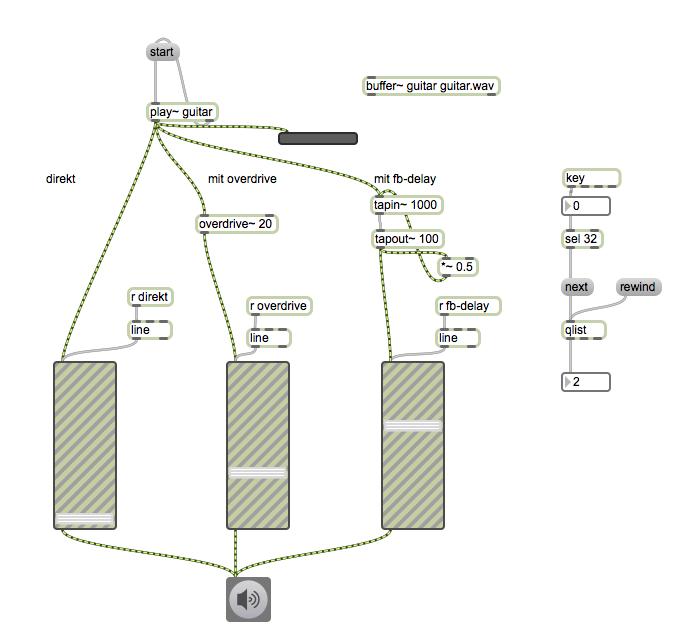 start
buffer~ guitar guitar.wav
play~ guitar
direkt
mit overdrive
mit fb-delay
key
tapin~ 1000
0
overdrive~ 20
tapout~ 100
sel 32
*~ 0.5
next
rewind
r direkt
r overdrive
r fb-delay
line
line
line
qlist
2